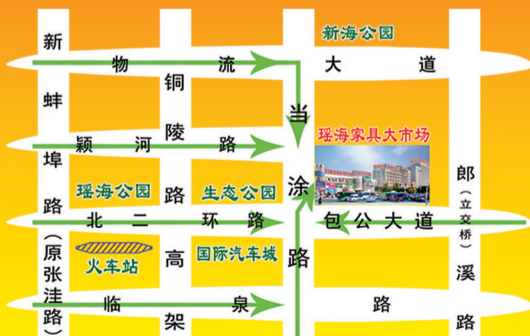 新蚌埠路（原张洼路）
铜陵路高架
当涂路
郎溪路
（立交桥）
新海公园
物流大道
瑶海家具大市场
颍河路
瑶海公园
生态公园
北二环路
包公大道
火车站
国际汽车城
临泉路